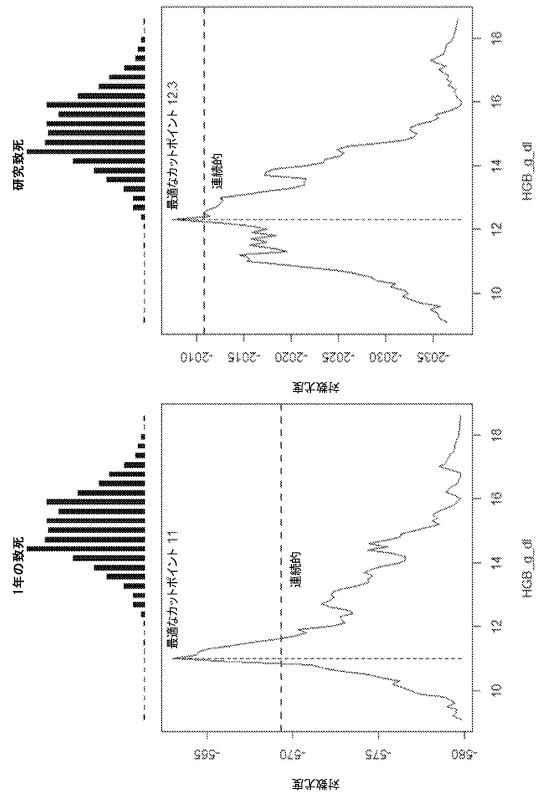 1年の致死
最適なカットポイント 11
連続的
対数尤度
-565
-570
-575
-580
10
12
14
16
18
HGB_g_dl
研究致死
最適なカットポイント 12.3
連続的
対数尤度
-2010
-2015
-2020
-2025
-2030
-2035
10
12
14
16
18
HGB_g_dl